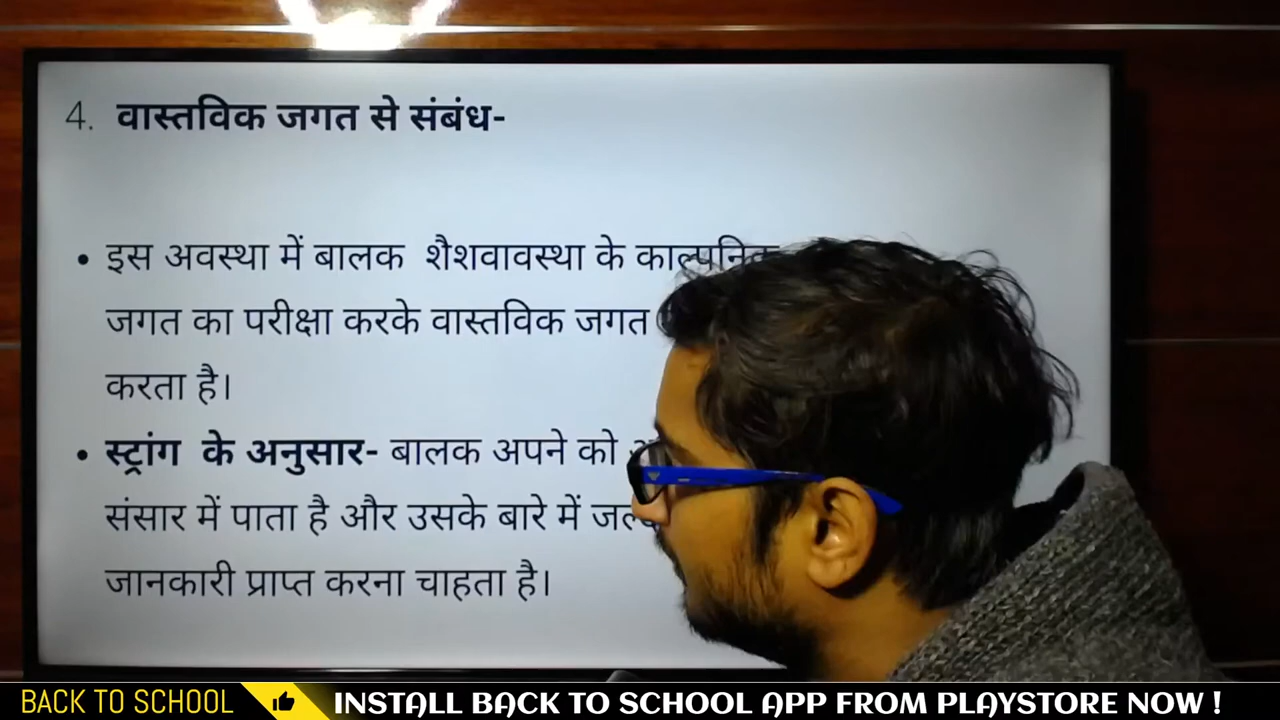 4. वास्तविक जगत से संबंध-
• इस अवस्था में बालक शैशवावस्था के काल्पनिक
जगत का परीक्षा करके वास्तविक जगत
करता है।
• स्ट्रांग के अनुसार- बालक अपने को
संसार में पाता है और उसके बारे में
जानकारी प्राप्त करना चाहता है।
BACK TO SCHOOL
INSTALL BACK TO SCHOOL APP FROM PLAYSTORE NOW !